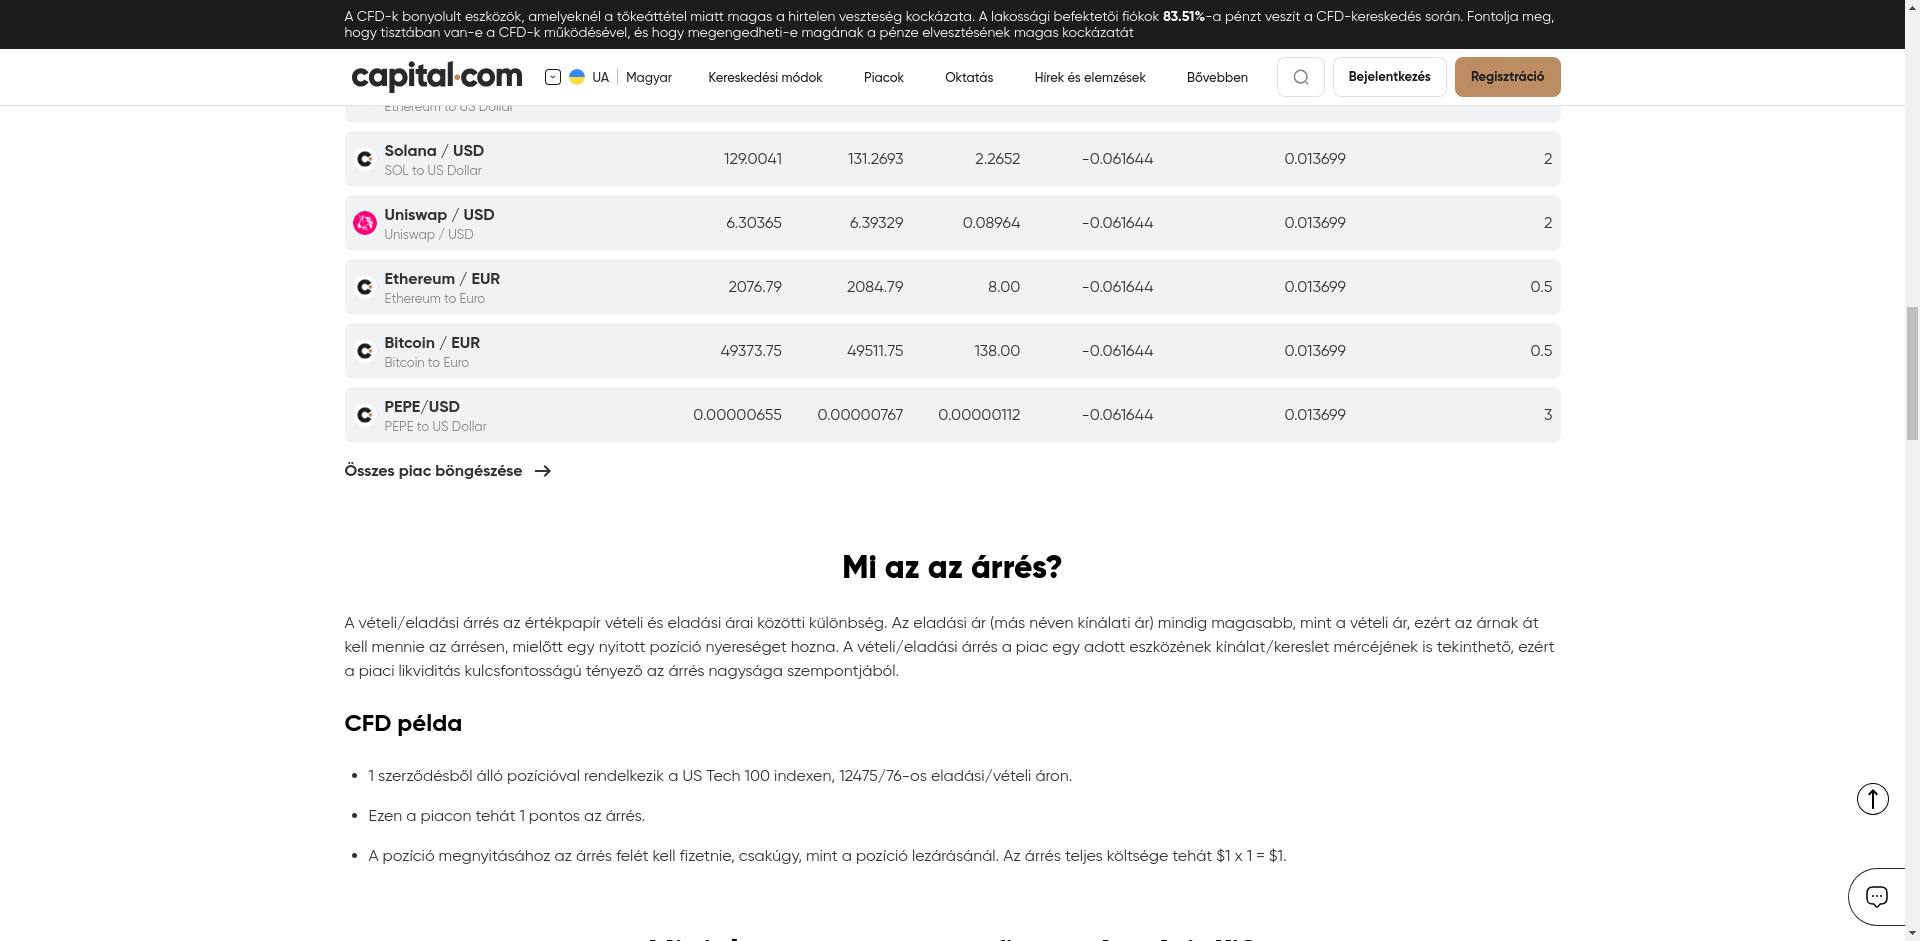 A CFD-k bonyolult eszközök, amelyeknél a tőkeáttétel miatt magas a hirtelen veszteség kockázata. A lakossági befektetői fiókok 83.51%-a pénzt veszít a CFD-kereskedés során. Fontolja meg,
hogy tisztában van-e a CFD-k működésével, és hogy megengedheti-e magának a pénze elvesztésének magas kockázatát
capital.com UA Magyar Kereskedési módok Piacok Oktatás Hírek és elemzések Bővebben Bejelentkezés Regisztráció
Ethereum to US Dollar
Solana / USD 129.0041 131.2693 2.2652 -0.061644 0.013699 2
SOL to US Dollar
Uniswap / USD 6.30365 6.39329 0.08964 -0.061644 0.013699 2
Uniswap / USD
Ethereum / EUR 2076.79 2084.79 8.00 -0.061644 0.013699 0.5
Ethereum to Euro
Bitcoin / EUR 49373.75 49511.75 138.00 -0.061644 0.013699 0.5
Bitcoin to Euro
PEPE/USD 0.00000655 0.00000767 0.00000112 -0.061644 0.013699 3
PEPE to US Dollar
Összes piac böngészése
Mi az az árrés?
A vételi/eladási árrés az értékpapír vételi és eladási árai közötti különbség. Az eladási ár (más néven kínálati ár) mindig magasabb, mint a vételi ár, ezért az árnak át
kell mennie az árrésen, mielőtt egy nyitott pozíció nyereséget hozna. A vételi/eladási árrés a piac egy adott eszközének kínálat/kereslet mércéjének is tekinthető, ezért
a piaci likviditás kulcsfontosságú tényező az árrés nagysága szempontjából.
CFD példa
1 szerződésből álló pozícióval rendelkezik a US Tech 100 indexen, 12475/76-os eladási/vételi áron.
Ezen a piacon tehát 1 pontos az árrés.
A pozíció megnyitásához az árrés felét kell fizetnie, csakúgy, mint a pozíció lezárásánál. Az árrés teljes költsége tehát $1 x 1 = $1.